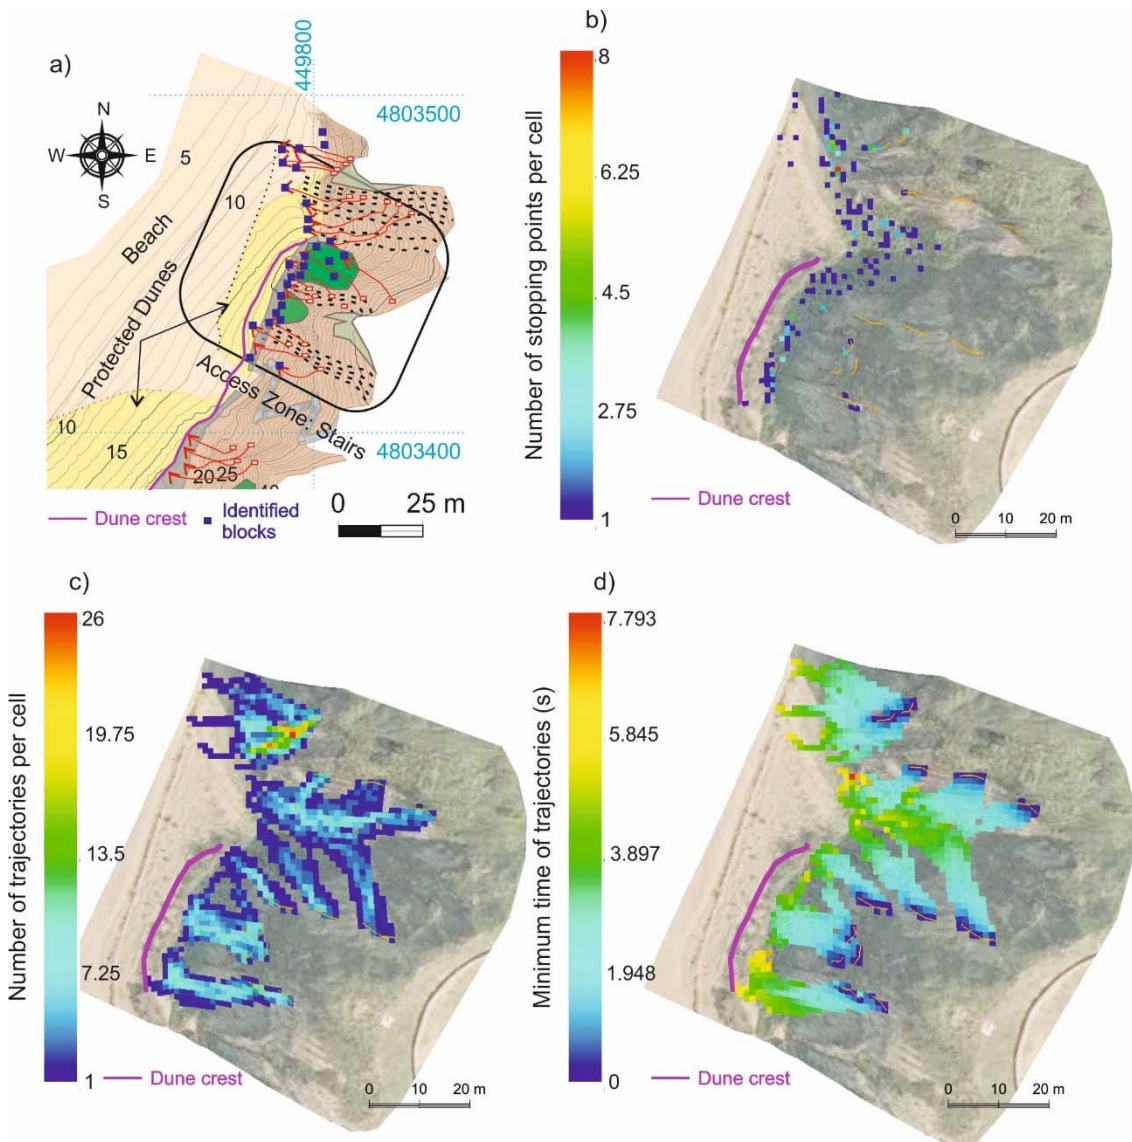 a)
449800
4803500
N
W
E
S
5
10
Beach
Protected Dunes
Access Zone: Stairs
10
15
20
25
4803400
Dune crest
Identified
blocks
0
25 m
b)
Number of stopping points per cell
8
6.25
4.5
2.75
1
Dune crest
0 10 20 m
c)
Number of trajectories per cell
26
19.75
13.5
7.25
1
Dune crest
0 10 20 m
d)
Minimum time of trajectories (s)
7.793
5.845
3.897
1.948
0
Dune crest
0 10 20 m